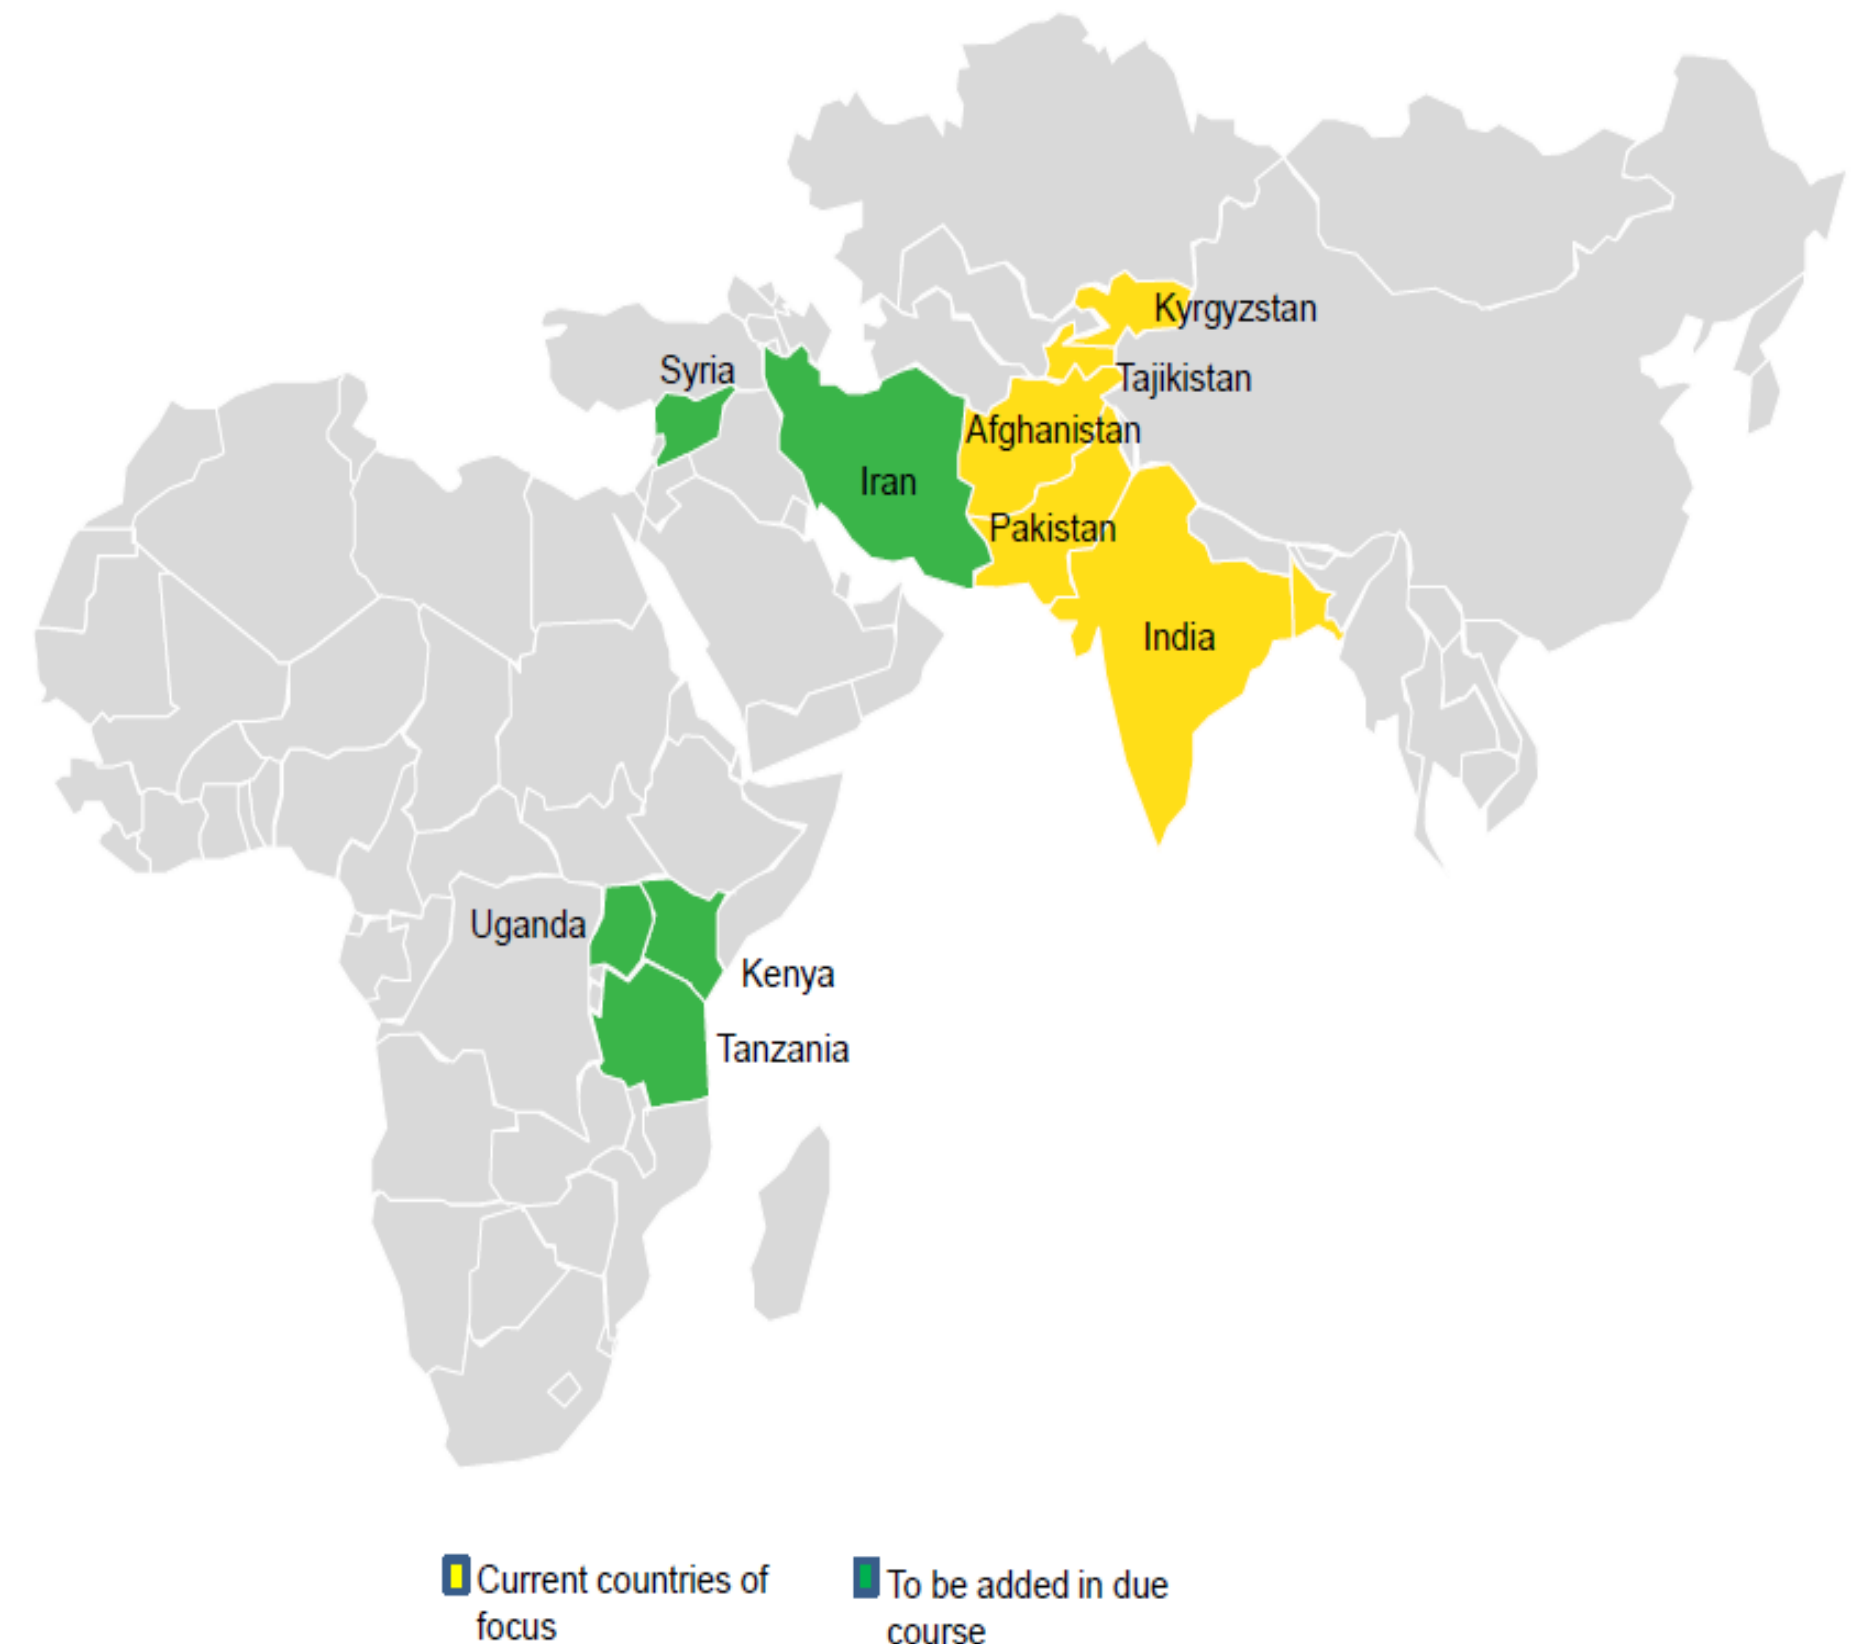 Kyrgyzstan
Syria
Tajikistan
Afghanistan
Iran
Pakistan
India
Uganda
Kenya
Tanzania
Current countries of
focus
To be added in due
course